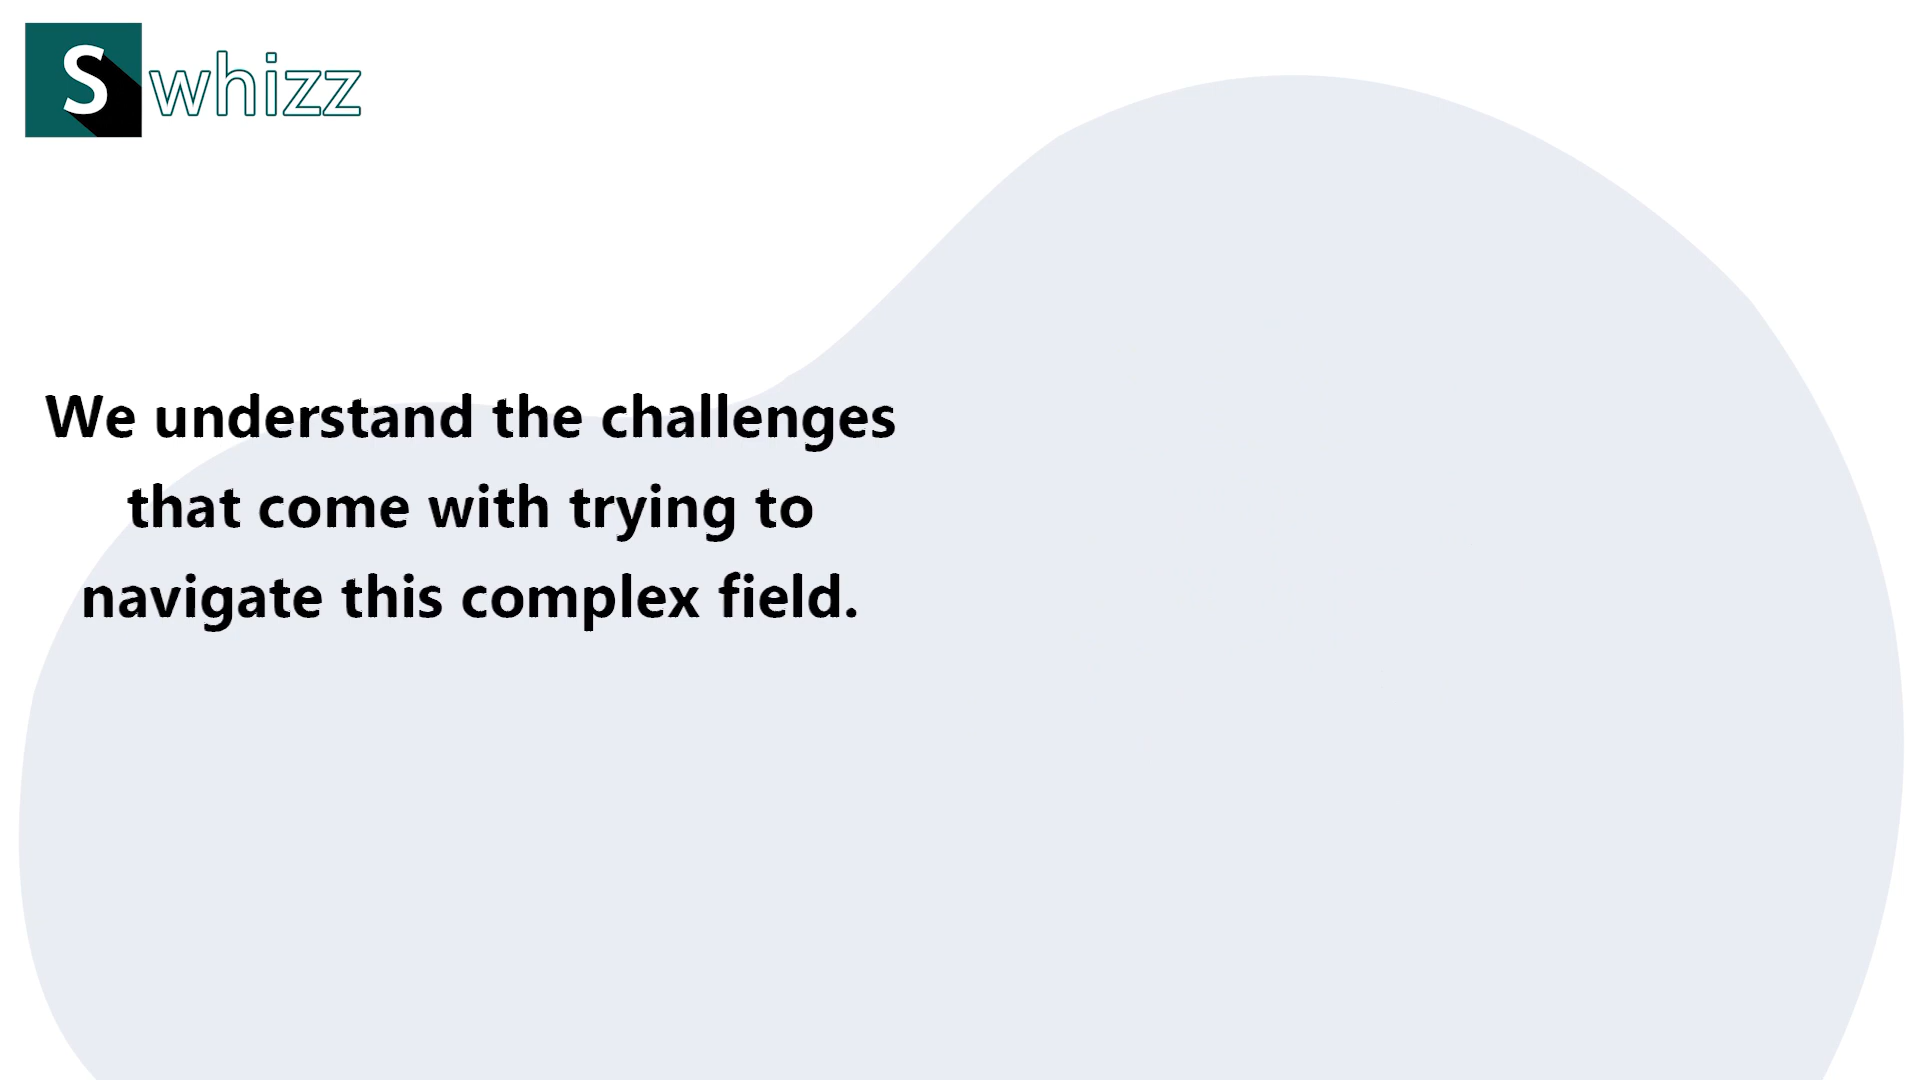 Swhizz
We understand the challenges
that come with trying to
navigate this complex field.